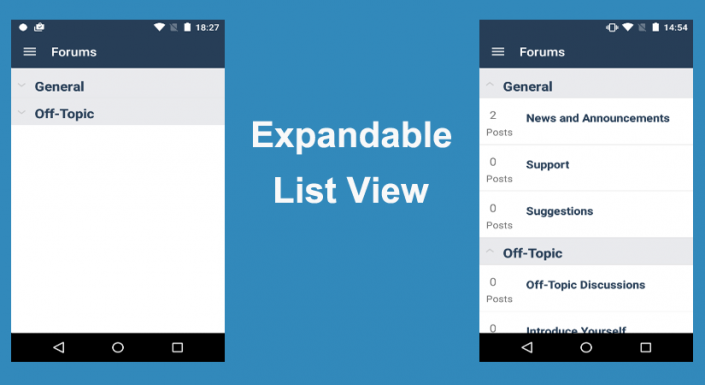 18:27
Forums
General
Off-Topic
Expandable
List View
14:54
Forums
General
2
Posts
News and Announcements
0
Posts
Support
0
Posts
Suggestions
Off-Topic
0
Posts
Off-Topic Discussions
0
Introduce Yourself